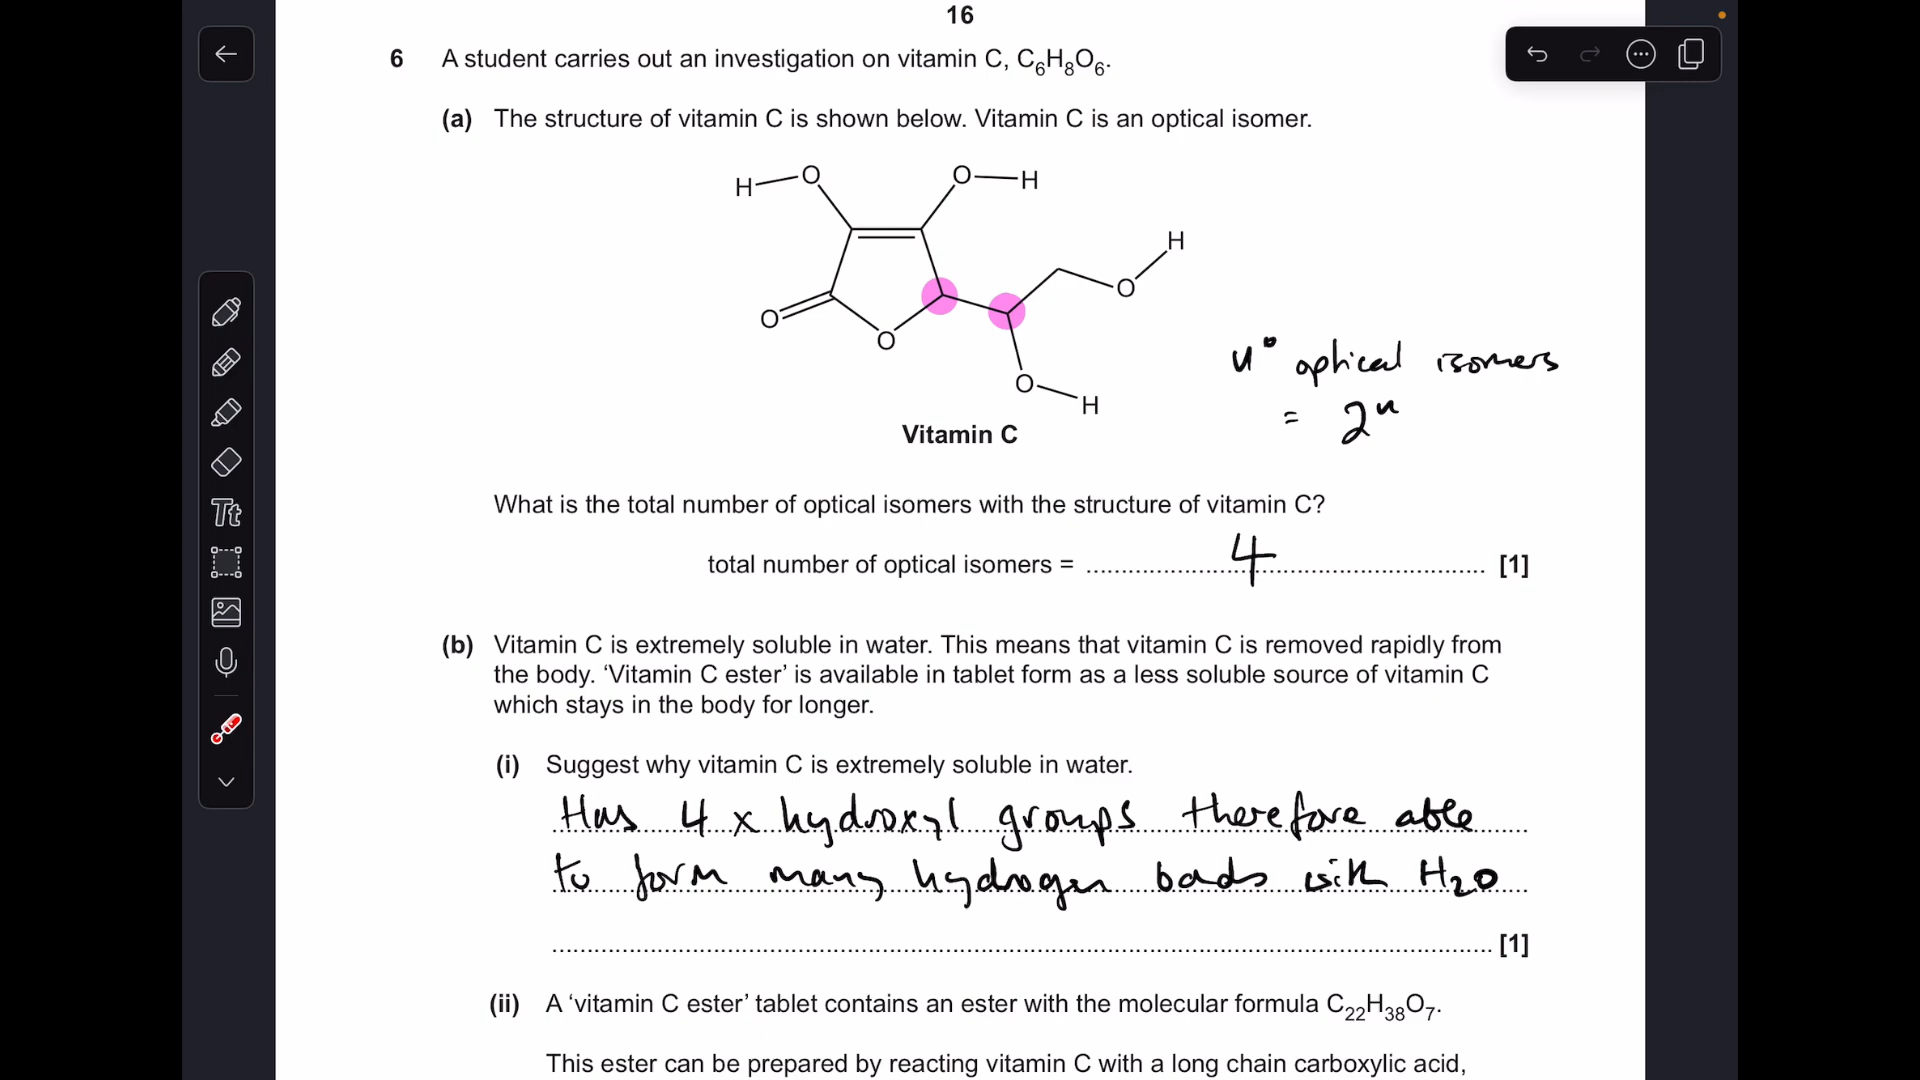 16
6 A student carries out an investigation on vitamin C, C₆H₈O₆.
(a) The structure of vitamin C is shown below. Vitamin C is an optical isomer.
H O O H
H
O
O
O
O
H
n° optical isomers
= 2ⁿ
Vitamin C
What is the total number of optical isomers with the structure of vitamin C?
total number of optical isomers = .......... 4 .......... [1]
(b) Vitamin C is extremely soluble in water. This means that vitamin C is removed rapidly from
the body. ‘Vitamin C ester’ is available in tablet form as a less soluble source of vitamin C
which stays in the body for longer.
(i) Suggest why vitamin C is extremely soluble in water.
Has 4 x hydroxyl groups therefore able
to form many hydrogen bonds with H₂O
.......... [1]
(ii) A ‘vitamin C ester’ tablet contains an ester with the molecular formula C₂₂H₃₈O₇.
This ester can be prepared by reacting vitamin C with a long chain carboxylic acid,
Tt